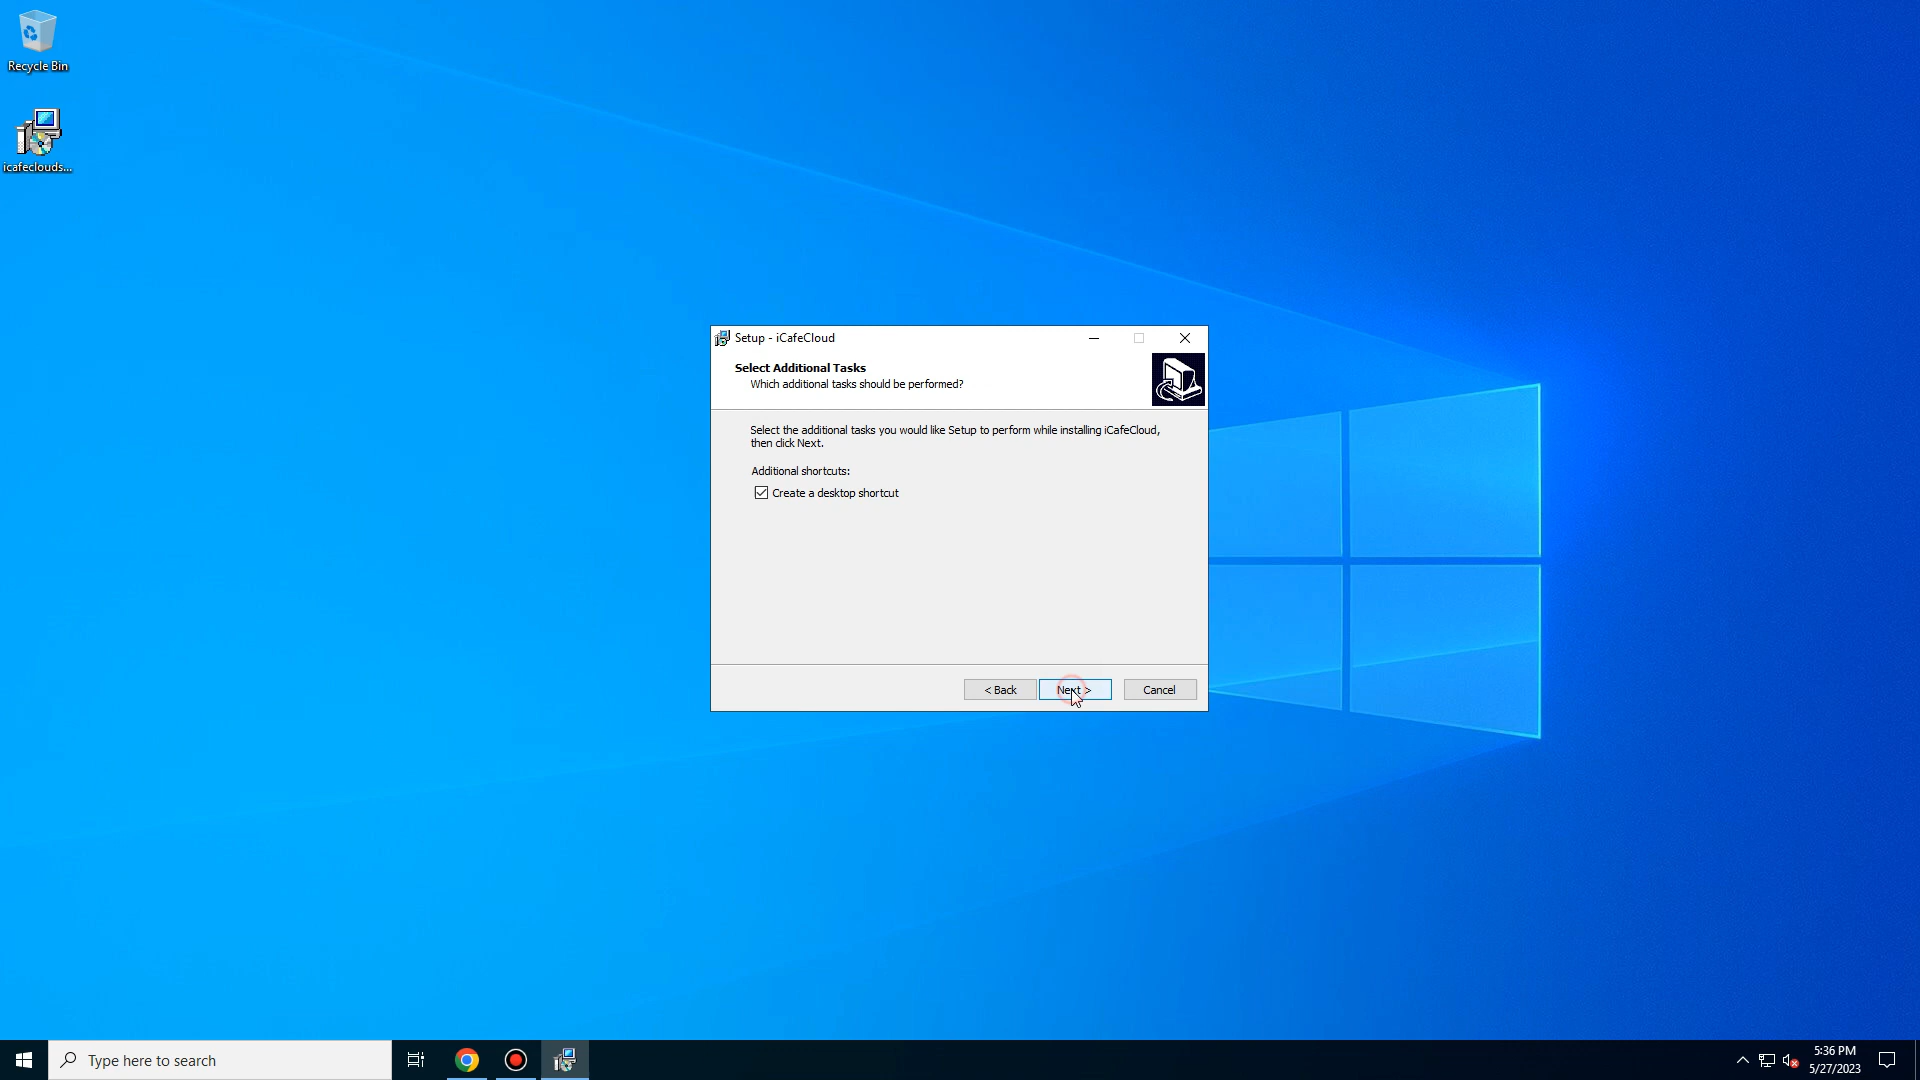 Recycle Bin
icafeclouds...
Setup - iCafeCloud
Select Additional Tasks
Which additional tasks should be performed?
Select the additional tasks you would like Setup to perform while installing iCafeCloud,
then click Next.
Additional shortcuts:
Create a desktop shortcut
< Back
Next >
Cancel
Type here to search
5:36 PM
5/27/2023